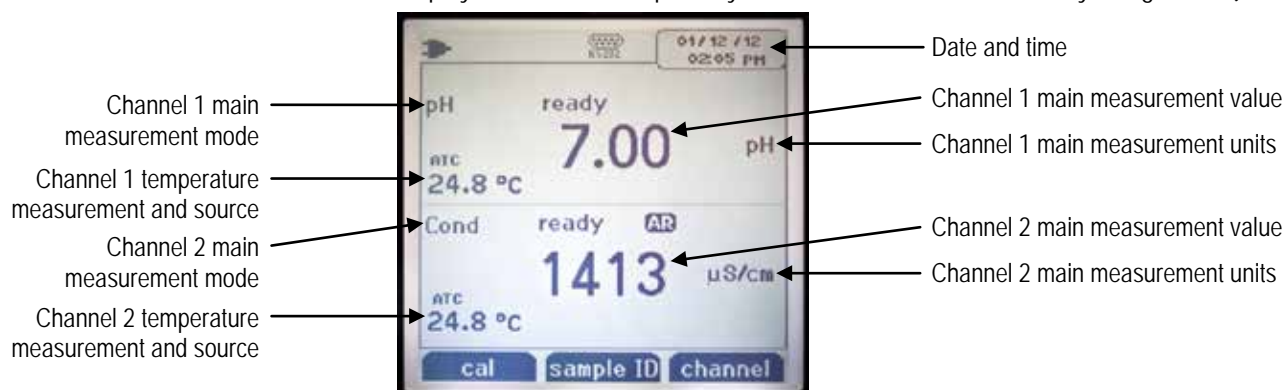 01/12/12
02:05 PM
RS232
pH ready
7.00 pH
ATC
24.8 °C
Cond ready AR
1413 µS/cm
ATC
24.8 °C
cal sample ID channel
Channel 1 main
measurement mode
Channel 1 temperature
measurement and source
Channel 2 main
measurement mode
Channel 2 temperature
measurement and source
Date and time
Channel 1 main measurement value
Channel 1 main measurement units
Channel 2 main measurement value
Channel 2 main measurement units